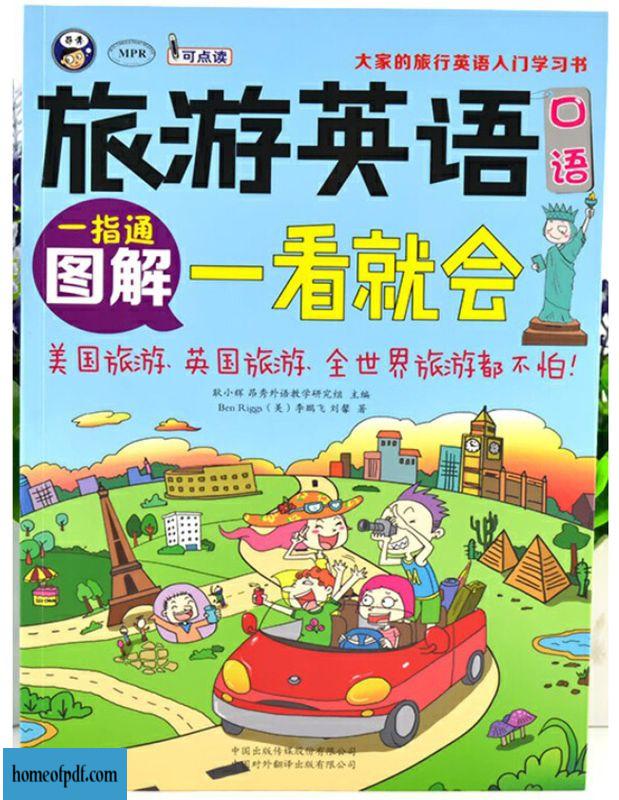 昂秀
MPR
可点读
大家的旅行英语入门学习书
旅游英语
口语
一指通
图解
一看就会
美国旅游、英国旅游、全世界旅游都不怕！
耿小辉 昂秀外语教学研究组 主编
Ben Riggs（美）李鹏飞 刘馨 著
中国出版传媒股份有限公司
中国对外翻译出版有限公司
homeofpdf.com